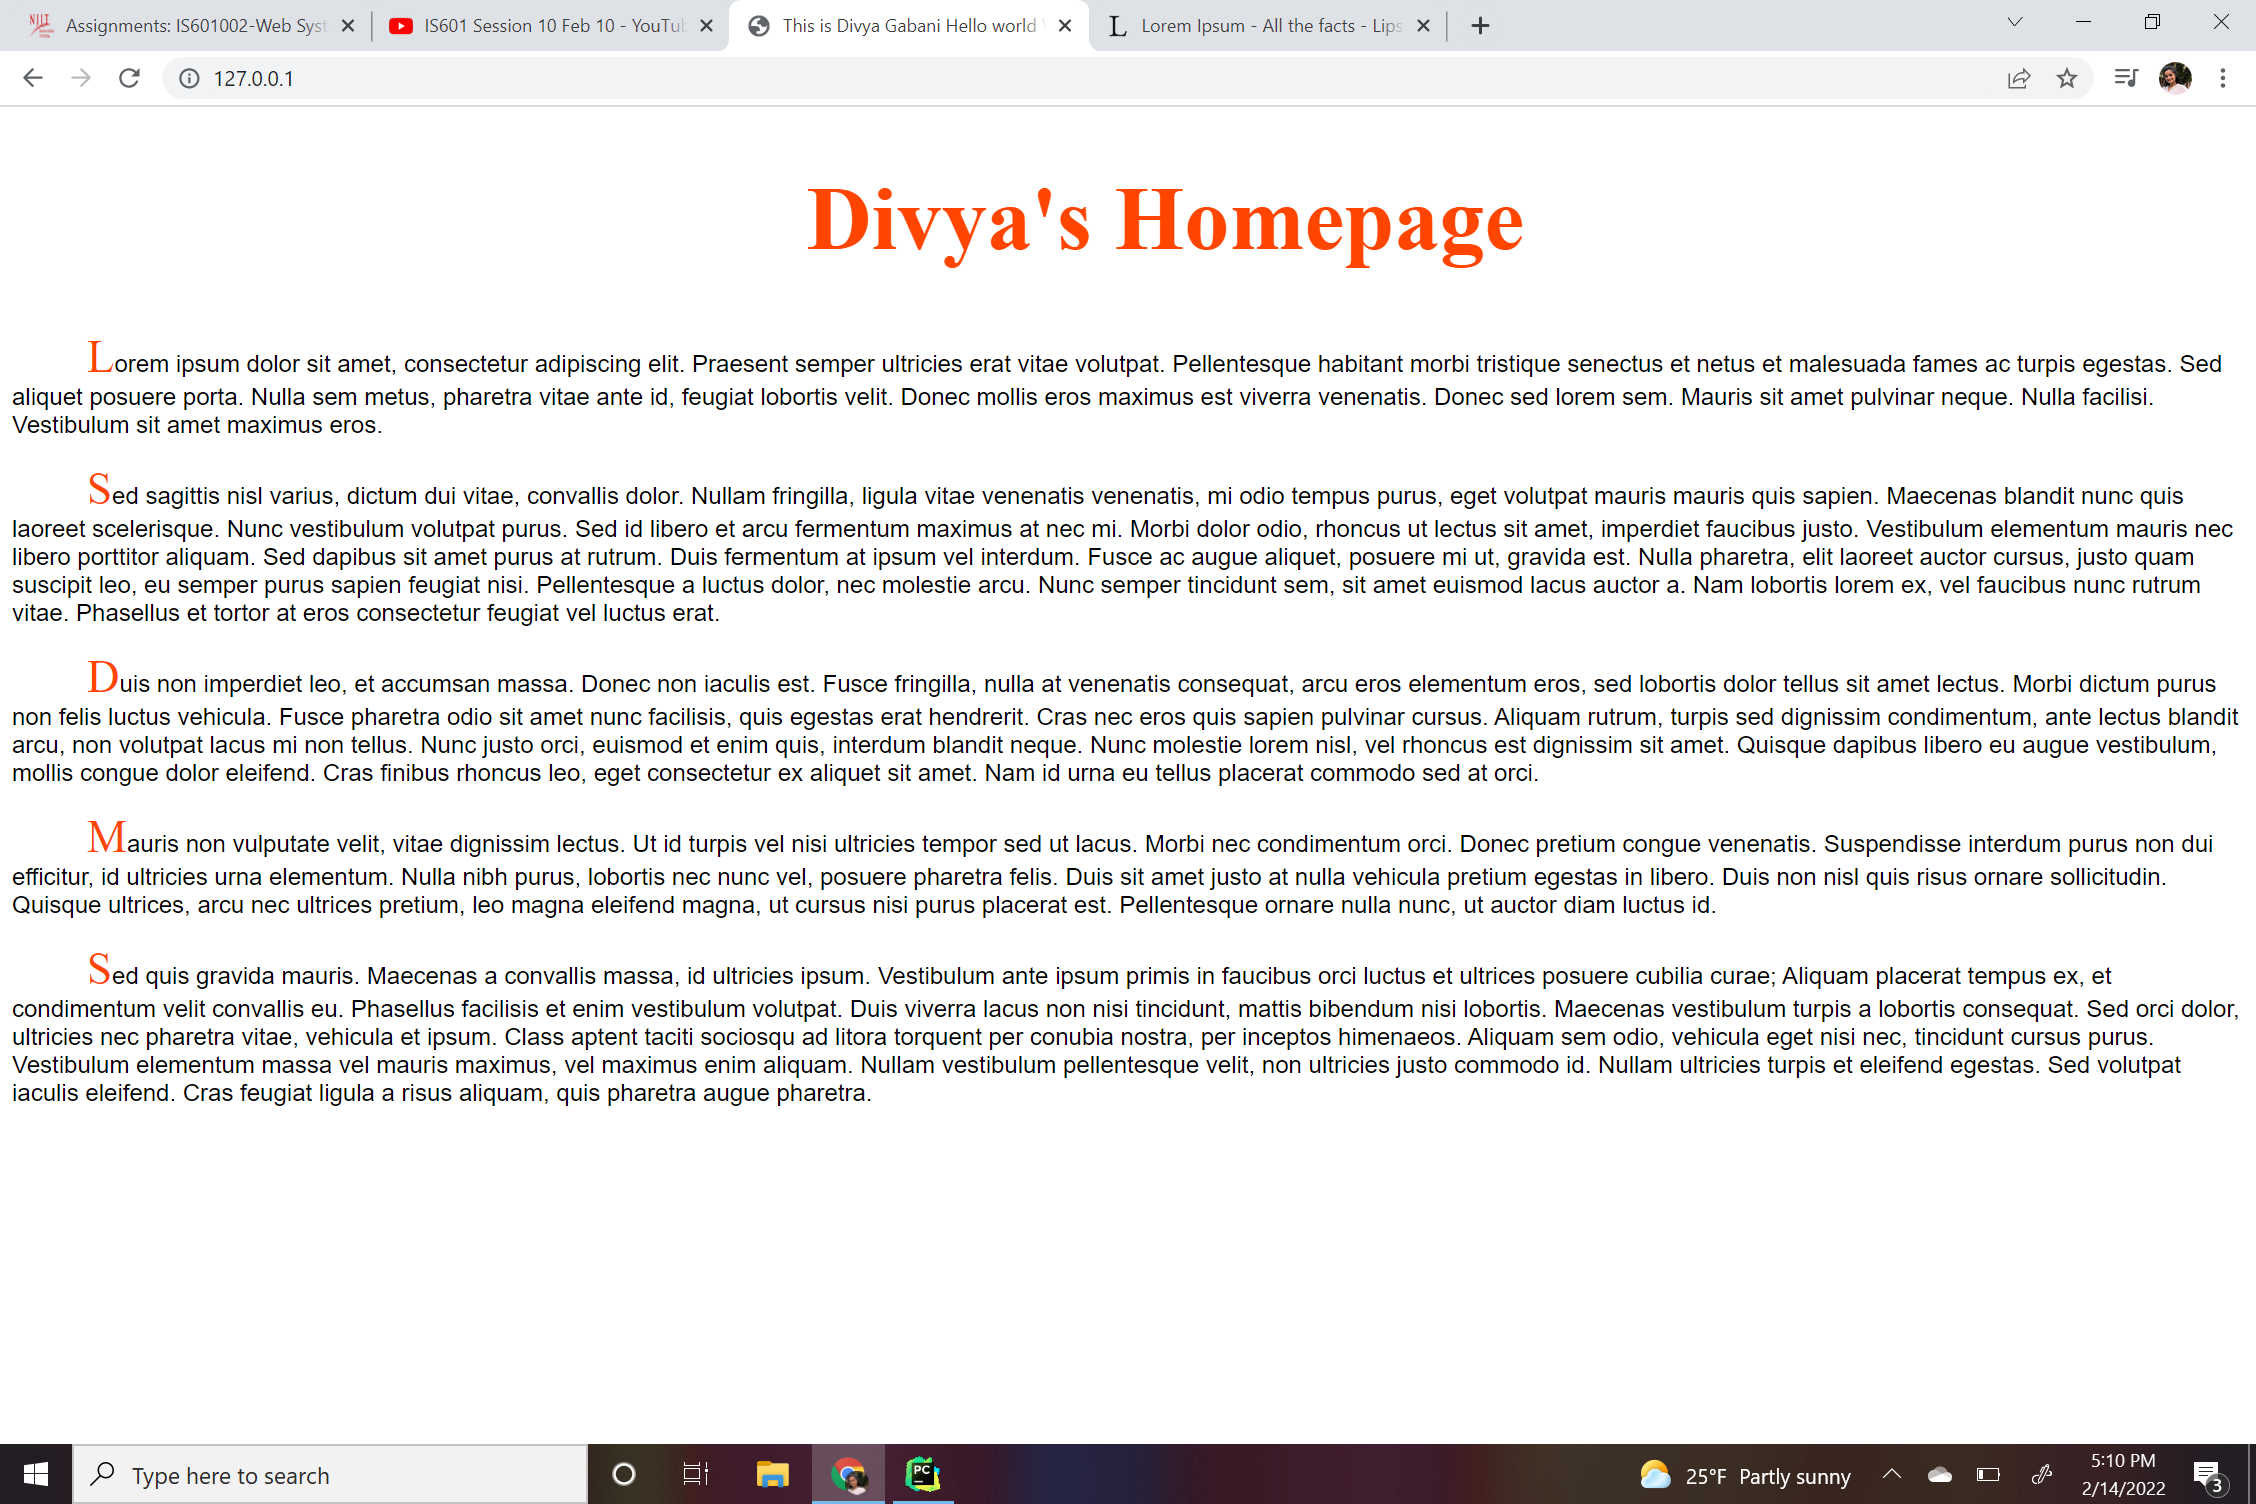 NJIT Assignments: IS601002-Web Syst
IS601 Session 10 Feb 10 - YouTub
This is Divya Gabani Hello world
L Lorem Ipsum - All the facts - Lips
127.0.0.1
Divya's Homepage
Lorem ipsum dolor sit amet, consectetur adipiscing elit. Praesent semper ultricies erat vitae volutpat. Pellentesque habitant morbi tristique senectus et netus et malesuada fames ac turpis egestas. Sed
aliquet posuere porta. Nulla sem metus, pharetra vitae ante id, feugiat lobortis velit. Donec mollis eros maximus est viverra venenatis. Donec sed lorem sem. Mauris sit amet pulvinar neque. Nulla facilisi.
Vestibulum sit amet maximus eros.
Sed sagittis nisl varius, dictum dui vitae, convallis dolor. Nullam fringilla, ligula vitae venenatis venenatis, mi odio tempus purus, eget volutpat mauris mauris quis sapien. Maecenas blandit nunc quis
laoreet scelerisque. Nunc vestibulum volutpat purus. Sed id libero et arcu fermentum maximus at nec mi. Morbi dolor odio, rhoncus ut lectus sit amet, imperdiet faucibus justo. Vestibulum elementum mauris nec
libero porttitor aliquam. Sed dapibus sit amet purus at rutrum. Duis fermentum at ipsum vel interdum. Fusce ac augue aliquet, posuere mi ut, gravida est. Nulla pharetra, elit laoreet auctor cursus, justo quam
suscipit leo, eu semper purus sapien feugiat nisi. Pellentesque a luctus dolor, nec molestie arcu. Nunc semper tincidunt sem, sit amet euismod lacus auctor a. Nam lobortis lorem ex, vel faucibus nunc rutrum
vitae. Phasellus et tortor at eros consectetur feugiat vel luctus erat.
Duis non imperdiet leo, et accumsan massa. Donec non iaculis est. Fusce fringilla, nulla at venenatis consequat, arcu eros elementum eros, sed lobortis dolor tellus sit amet lectus. Morbi dictum purus
non felis luctus vehicula. Fusce pharetra odio sit amet nunc facilisis, quis egestas erat hendrerit. Cras nec eros quis sapien pulvinar cursus. Aliquam rutrum, turpis sed dignissim condimentum, ante lectus blandit
arcu, non volutpat lacus mi non tellus. Nunc justo orci, euismod et enim quis, interdum blandit neque. Nunc molestie lorem nisl, vel rhoncus est dignissim sit amet. Quisque dapibus libero eu augue vestibulum,
mollis congue dolor eleifend. Cras finibus rhoncus leo, eget consectetur ex aliquet sit amet. Nam id urna eu tellus placerat commodo sed at orci.
Mauris non vulputate velit, vitae dignissim lectus. Ut id turpis vel nisi ultricies tempor sed ut lacus. Morbi nec condimentum orci. Donec pretium congue venenatis. Suspendisse interdum purus non dui
efficitur, id ultricies urna elementum. Nulla nibh purus, lobortis nec nunc vel, posuere pharetra felis. Duis sit amet justo at nulla vehicula pretium egestas in libero. Duis non nisl quis risus ornare sollicitudin.
Quisque ultrices, arcu nec ultrices pretium, leo magna eleifend magna, ut cursus nisi purus placerat est. Pellentesque ornare nulla nunc, ut auctor diam luctus id.
Sed quis gravida mauris. Maecenas a convallis massa, id ultricies ipsum. Vestibulum ante ipsum primis in faucibus orci luctus et ultrices posuere cubilia curae; Aliquam placerat tempus ex, et
condimentum velit convallis eu. Phasellus facilisis et enim vestibulum volutpat. Duis viverra lacus non nisi tincidunt, mattis bibendum nisi lobortis. Maecenas vestibulum turpis a lobortis consequat. Sed orci dolor,
ultricies nec pharetra vitae, vehicula et ipsum. Class aptent taciti sociosqu ad litora torquent per conubia nostra, per inceptos himenaeos. Aliquam sem odio, vehicula eget nisi nec, tincidunt cursus purus.
Vestibulum elementum massa vel mauris maximus, vel maximus enim aliquam. Nullam vestibulum pellentesque velit, non ultricies justo commodo id. Nullam ultricies turpis et eleifend egestas. Sed volutpat
iaculis eleifend. Cras feugiat ligula a risus aliquam, quis pharetra augue pharetra.
Type here to search
PC
25°F Partly sunny
5:10 PM
2/14/2022
3